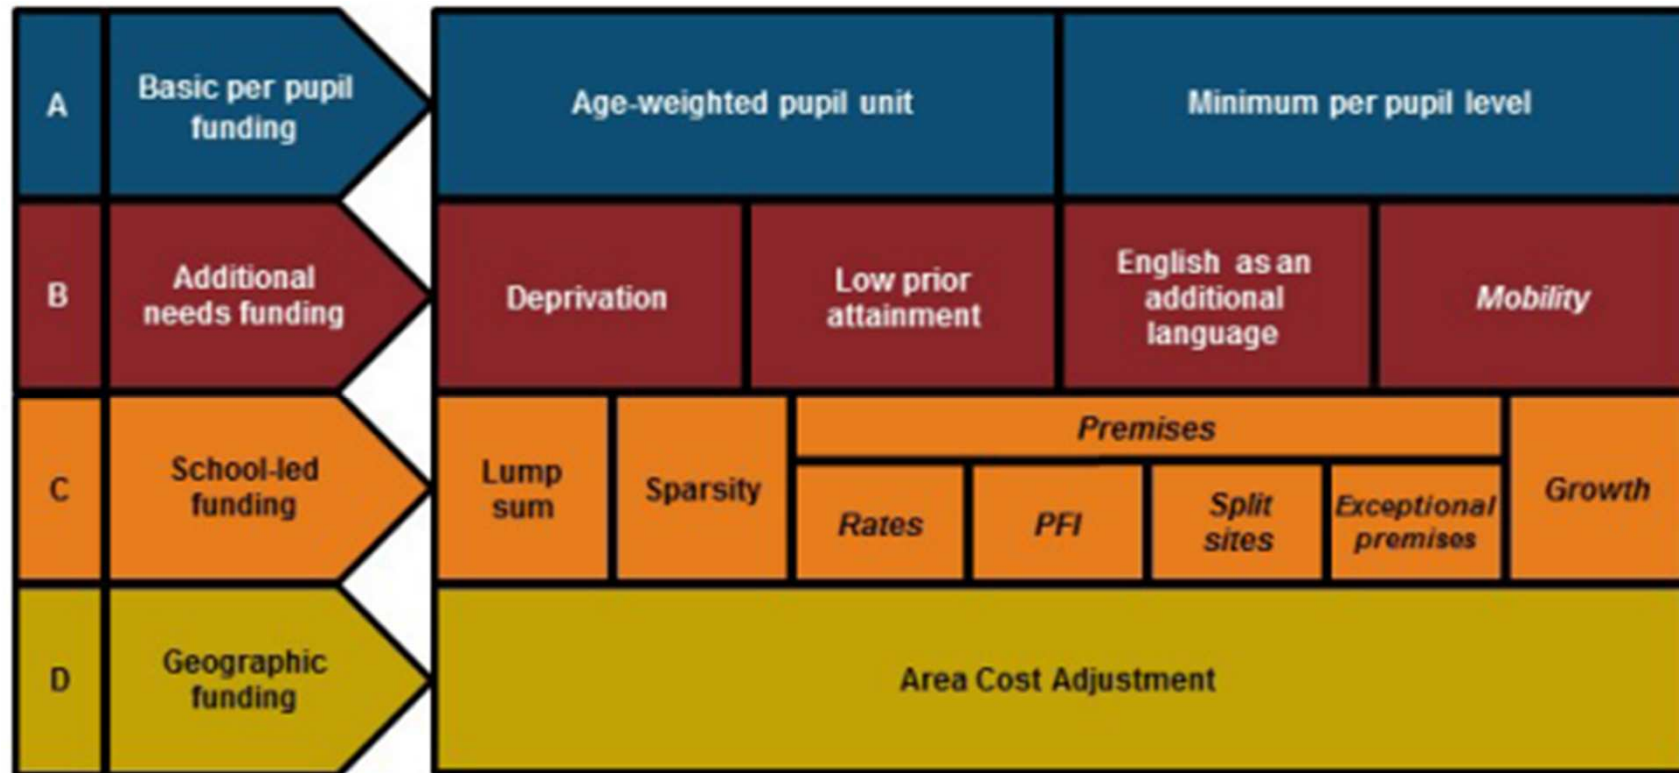 A
Basic per pupil
funding
Age-weighted pupil unit
Minimum per pupil level
B
Additional
needs funding
Deprivation
Low prior
attainment
English as an
additional
language
Mobility
C
School-led
funding
Lump
sum
Sparsity
Premises
Rates
PFI
Split
sites
Exceptional
premises
Growth
D
Geographic
funding
Area Cost Adjustment